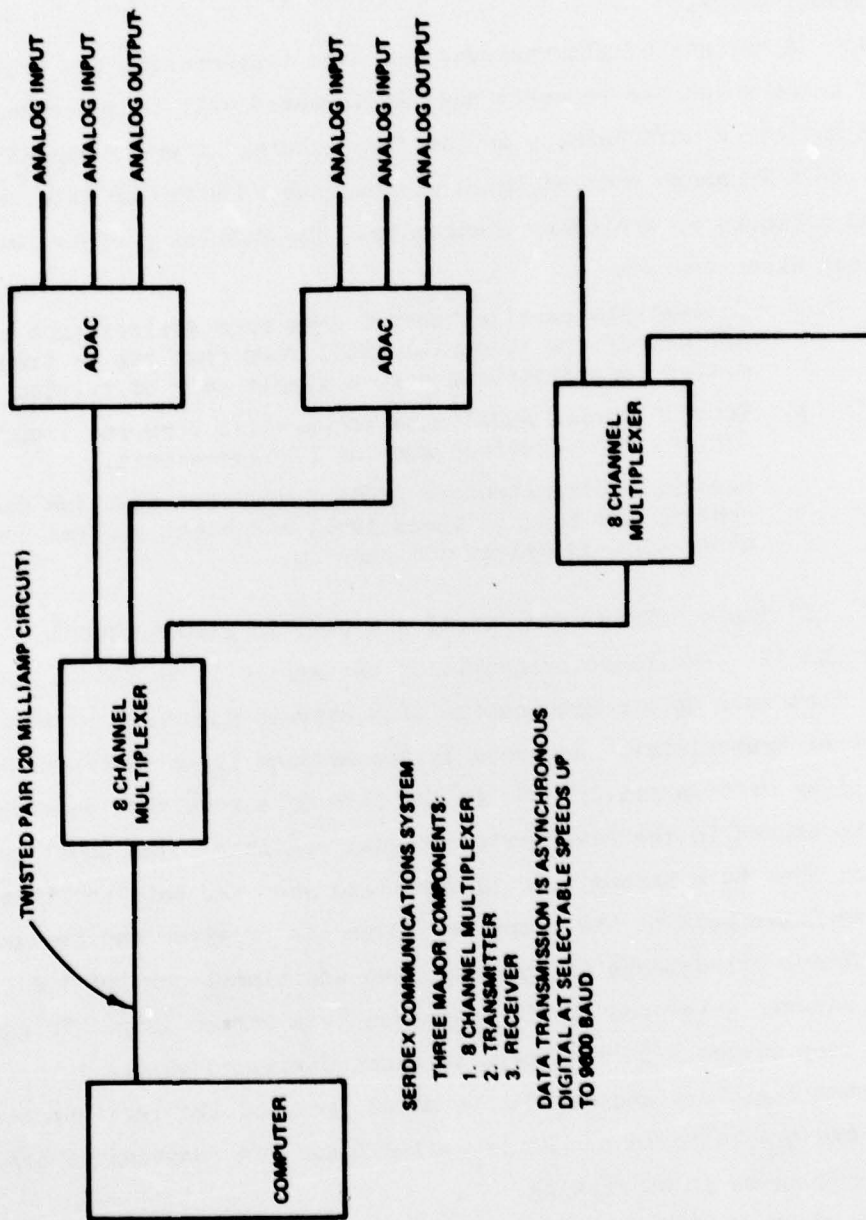 TWISTED PAIR (20 MILLIAMP CIRCUIT)
COMPUTER
8 CHANNEL
MULTIPLEXER
ADAC
ANALOG INPUT
ANALOG INPUT
ANALOG OUTPUT
ADAC
ANALOG INPUT
ANALOG INPUT
ANALOG OUTPUT
8 CHANNEL
MULTIPLEXER
SERDEX COMMUNICATIONS SYSTEM
THREE MAJOR COMPONENTS:
1. 8 CHANNEL MULTIPLEXER
2. TRANSMITTER
3. RECEIVER
DATA TRANSMISSION IS ASYNCHRONOUS
DIGITAL AT SELECTABLE SPEEDS UP
TO 9600 BAUD